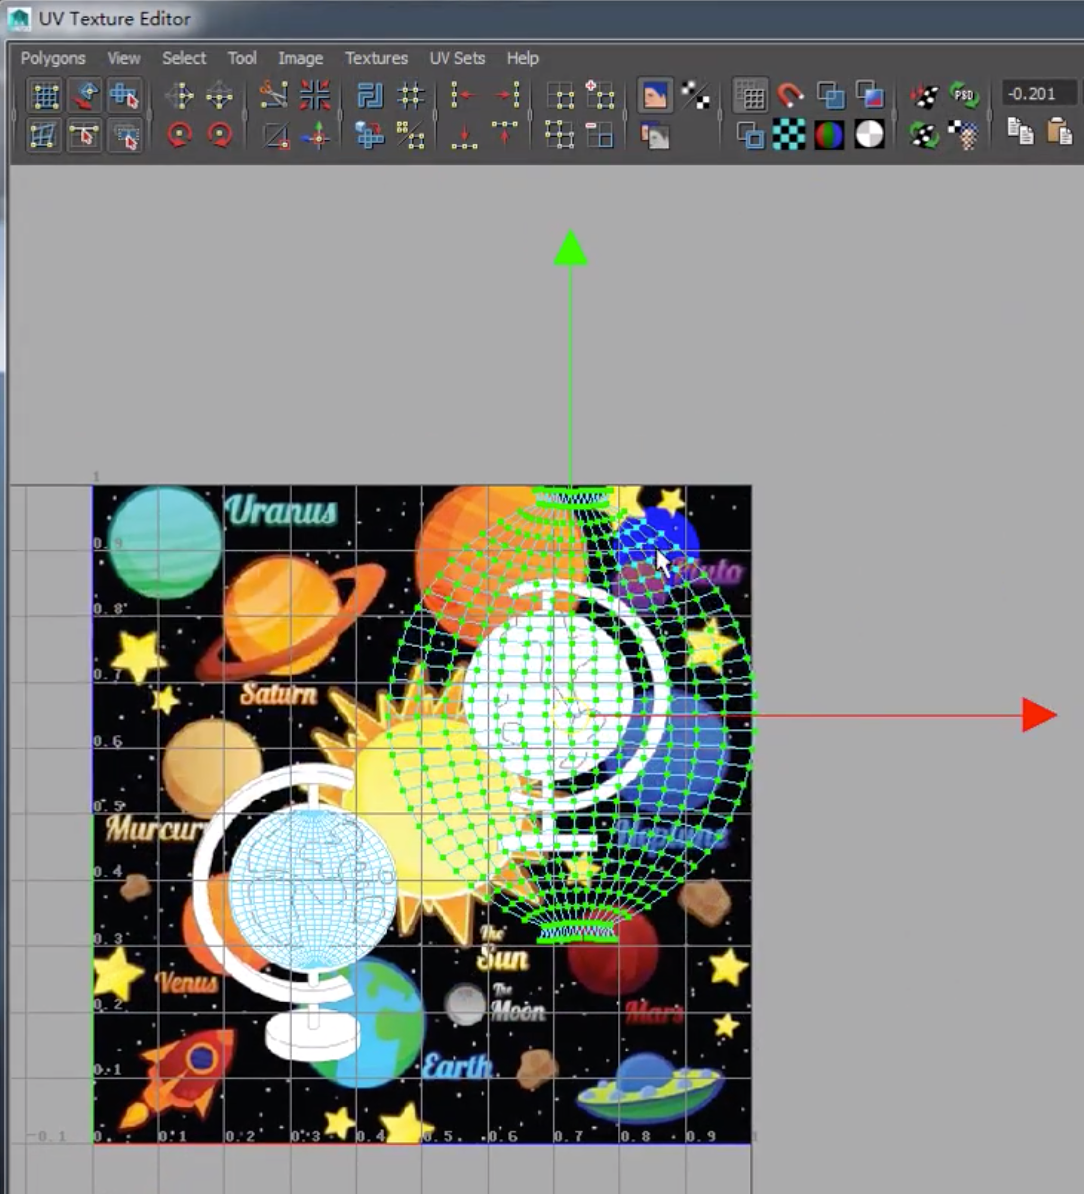 UV Texture Editor
Polygons View Select Tool Image Textures UV Sets Help
PSD
-0.201
1
Uranus
0.9
Pluto
0.8
0.7
Saturn
0.6
0.5
Murcury
Neptune
0.4
0.3
The
Sun
Venus
The
Moon
Mars
0.2
Earth
0.1
-0.1 0. 0.1 0.2 0.3 0.4 0.5 0.6 0.7 0.8 0.9 1